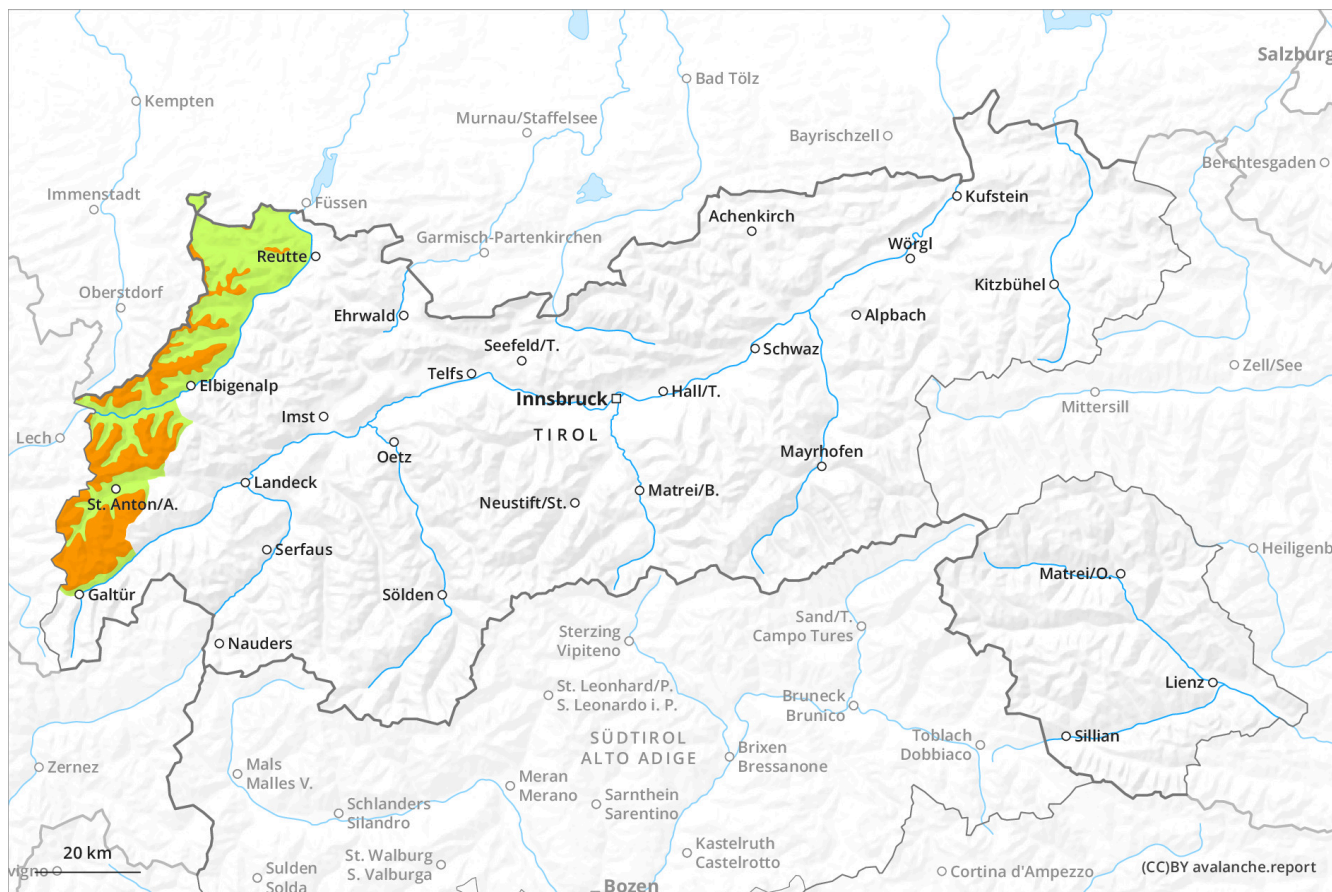 Salzburg
Bad Tölz
Kempten
Murnau/Staffelsee
Bayrischzell
Berchtesgaden
Immenstadt
Füssen
Kufstein
Achenkirch
Garmisch-Partenkirchen
Wörgl
Reutte
Kitzbühel
Oberstdorf
Ehrwald
Alpbach
Seefeld/T.
Schwaz
Zell/See
Telfs
Elbigenalp
Hall/T.
Innsbruck
Mittersill
Imst
TIROL
Lech
Oetz
Mayrhofen
Landeck
St. Anton/A.
Neustift/St.
Matrei/B.
Serfaus
Heiligenb
Matrei/O.
Galtür
Sölden
Sand/T.
Campo Tures
Nauders
Sterzing
Vipiteno
Lienz
St. Leonhard/P.
S. Leonardo i. P.
Bruneck
Brunico
Sillian
SÜDTIROL
ALTO ADIGE
Toblach
Dobbiaco
Zernez
Mals
Malles V.
Brixen
Bressanone
Meran
Merano
Sarnthein
Sarentino
Schlanders
Silandro
20 km
St. Walburg
S. Valburga
Kastelruth
Castelrotto
vigno
Sulden
Solda
Cortina d'Ampezzo
(CC)BY avalanche.report
Bozen